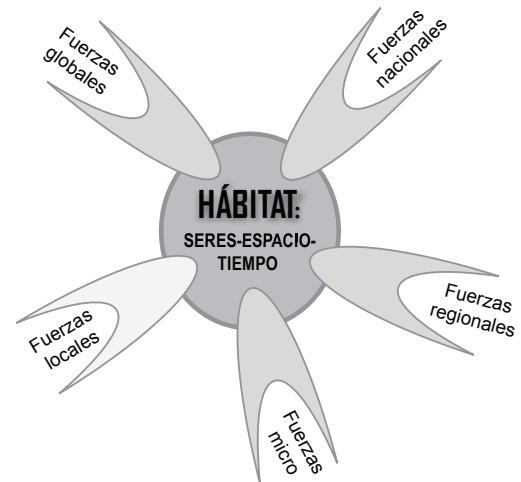 Fuerzas
globales
Fuerzas
nacionales
HÁBITAT:
SERES-ESPACIO-
TIEMPO
Fuerzas
locales
Fuerzas
regionales
Fuerzas
micro